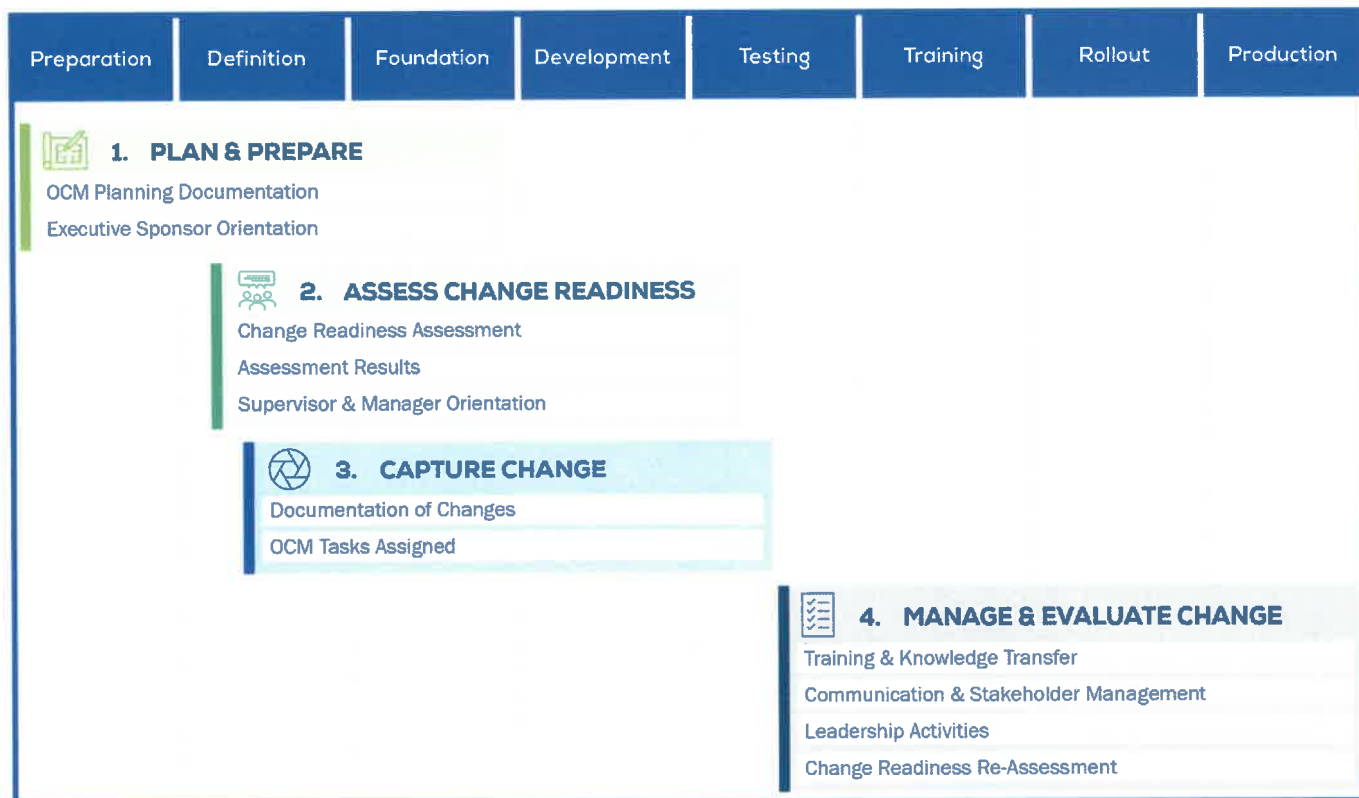 Preparation
Definition
Foundation
Development
Testing
Training
Rollout
Production
1. PLAN & PREPARE
OCM Planning Documentation
Executive Sponsor Orientation
2. ASSESS CHANGE READINESS
Change Readiness Assessment
Assessment Results
Supervisor & Manager Orientation
3. CAPTURE CHANGE
Documentation of Changes
OCM Tasks Assigned
4. MANAGE & EVALUATE CHANGE
Training & Knowledge Transfer
Communication & Stakeholder Management
Leadership Activities
Change Readiness Re-Assessment